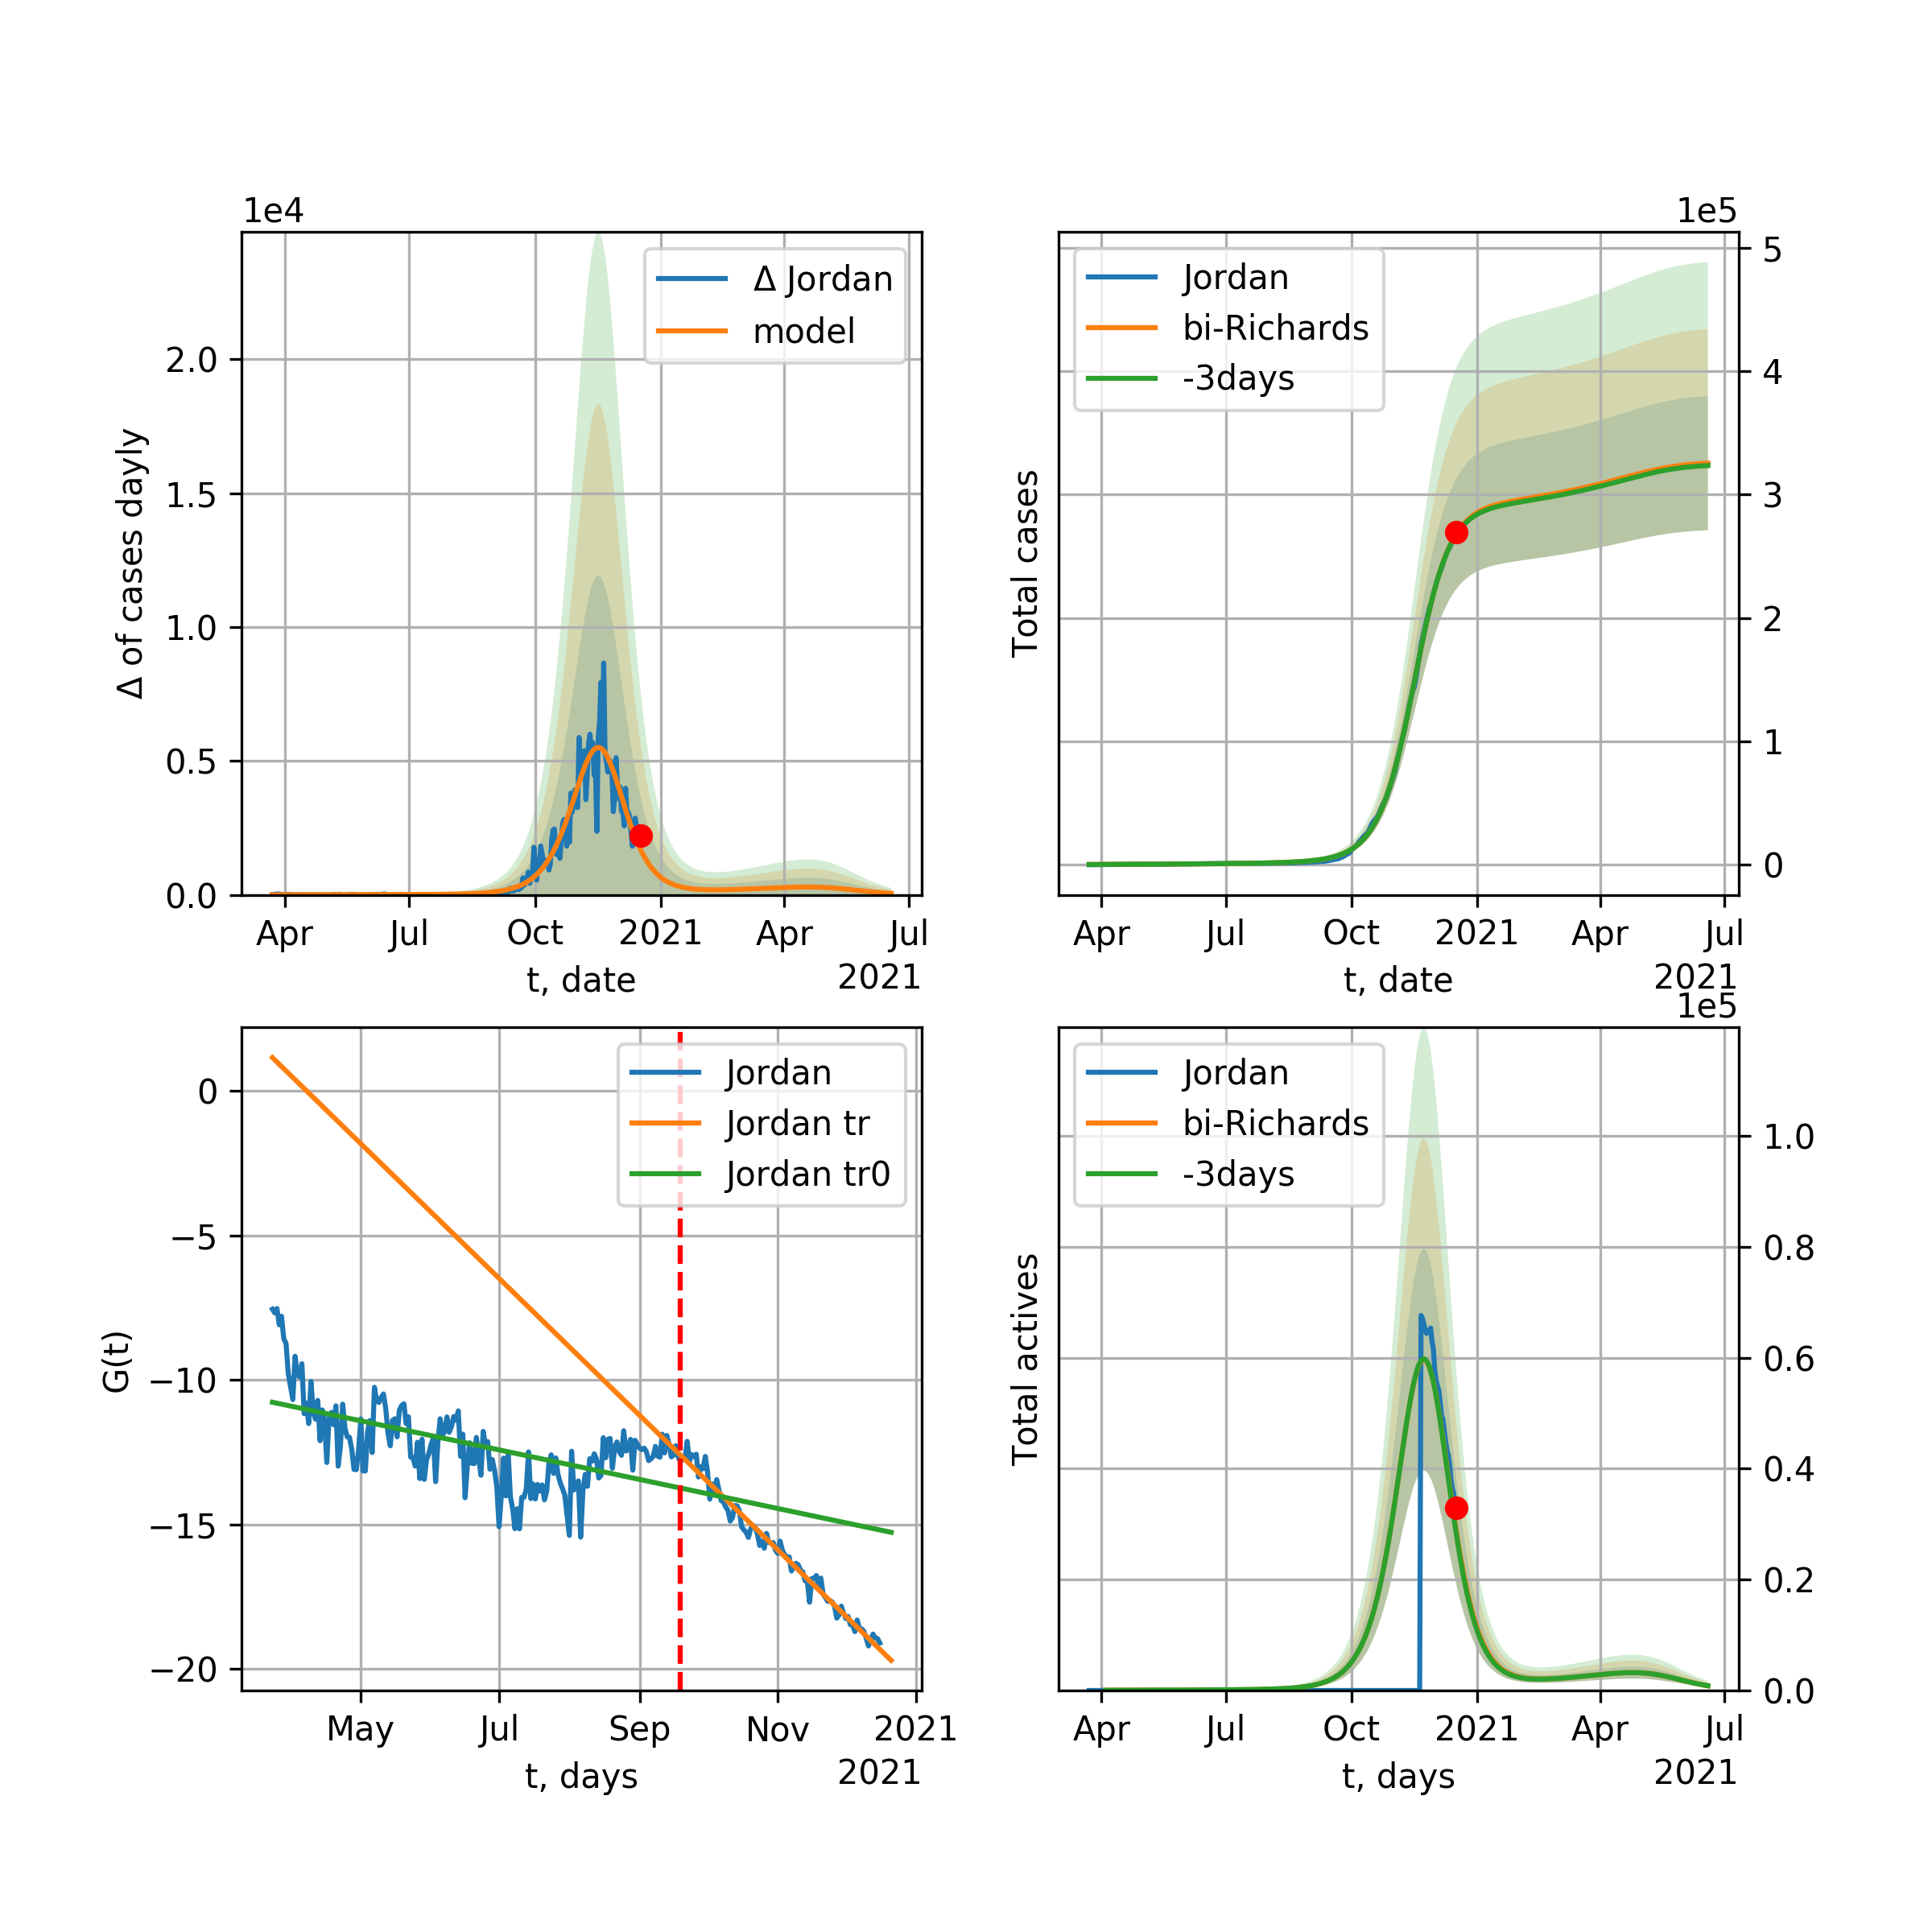 1e4
Δ of cases dayly
2.0
1.5
1.0
0.5
0.0
Δ Jordan
model
Apr Jul Oct 2021 Apr Jul
t, date
2021
1e5
Total cases
Jordan
bi-Richards
-3days
5
4
3
2
1
0
Apr Jul Oct 2021 Apr Jul
t, date
2021
G(t)
0
−5
−10
−15
−20
Jordan
Jordan tr
Jordan tr0
May Jul Sep Nov 2021
t, days
2021
1e5
Total actives
Jordan
bi-Richards
-3days
1.0
0.8
0.6
0.4
0.2
0.0
Apr Jul Oct 2021 Apr Jul
t, days
2021